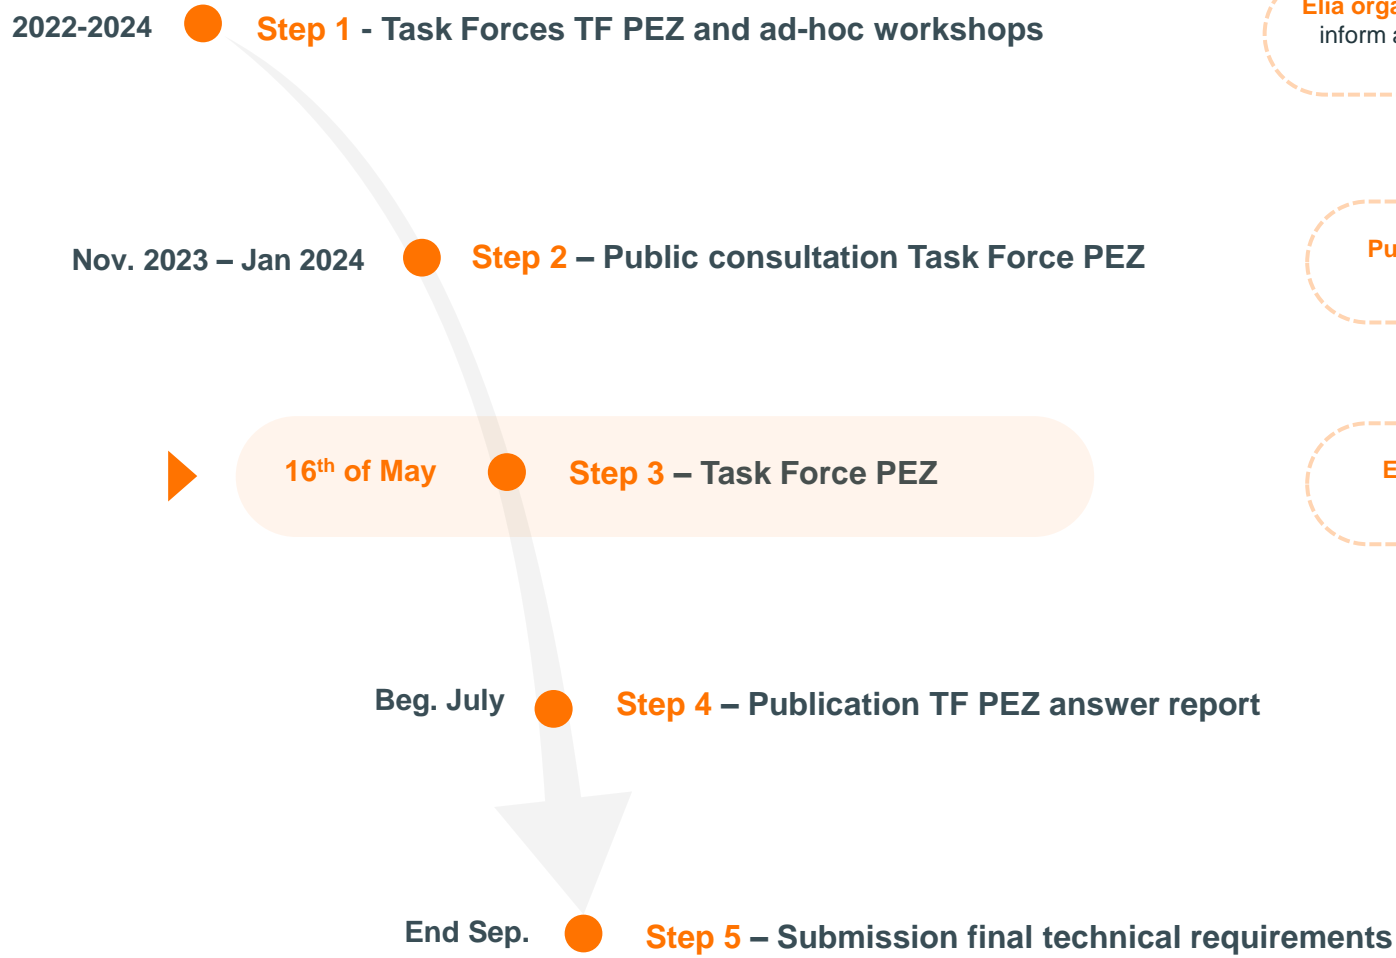 2022-2024 Step 1 - Task Forces TF PEZ and ad-hoc workshops
Elia
inform
Nov. 2023 – Jan 2024 Step 2 – Public consultation Task Force PEZ
16th of May Step 3 – Task Force PEZ
Beg. July Step 4 – Publication TF PEZ answer report
End Sep. Step 5 – Submission final technical requirements